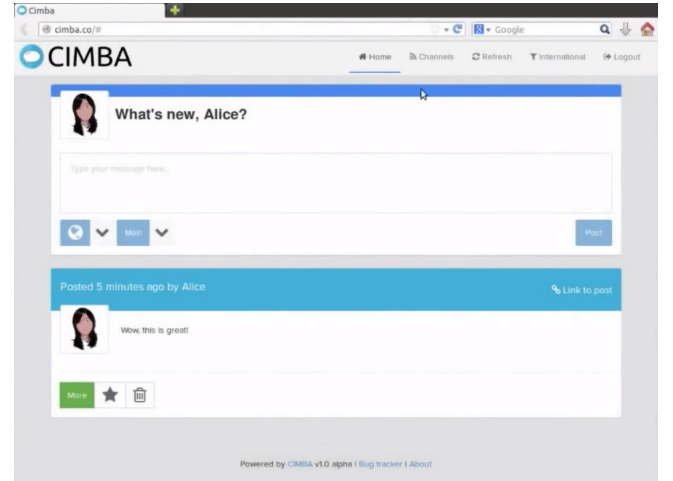 Cimba
cimba.co/#
Google
CIMBA
Home Channels Refresh International Logout
What's new, Alice?
Type your message here...
Main
Post
Posted 5 minutes ago by Alice
Link to post
Wow, this is great!
More
Powered by CIMBA v1.0 alpha | Bug tracker | About